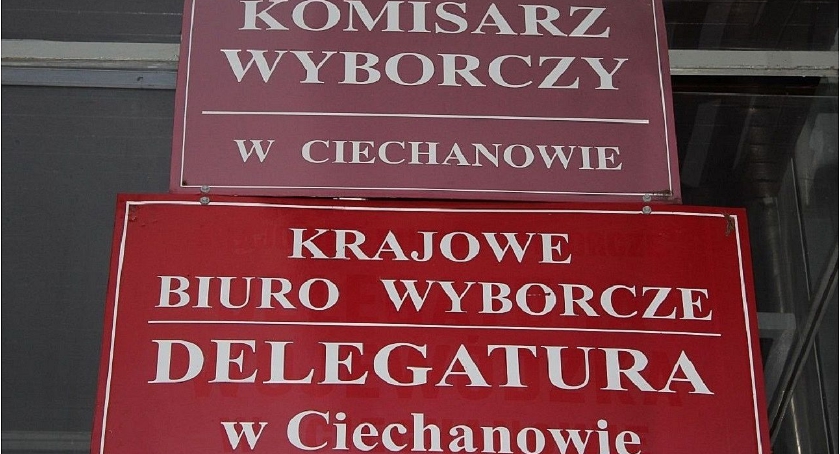 KOMISARZ
WYBORCZY
W CIECHANOWIE
KRAJOWE
BIURO WYBORCZE
DELEGATURA
w Ciechanowie